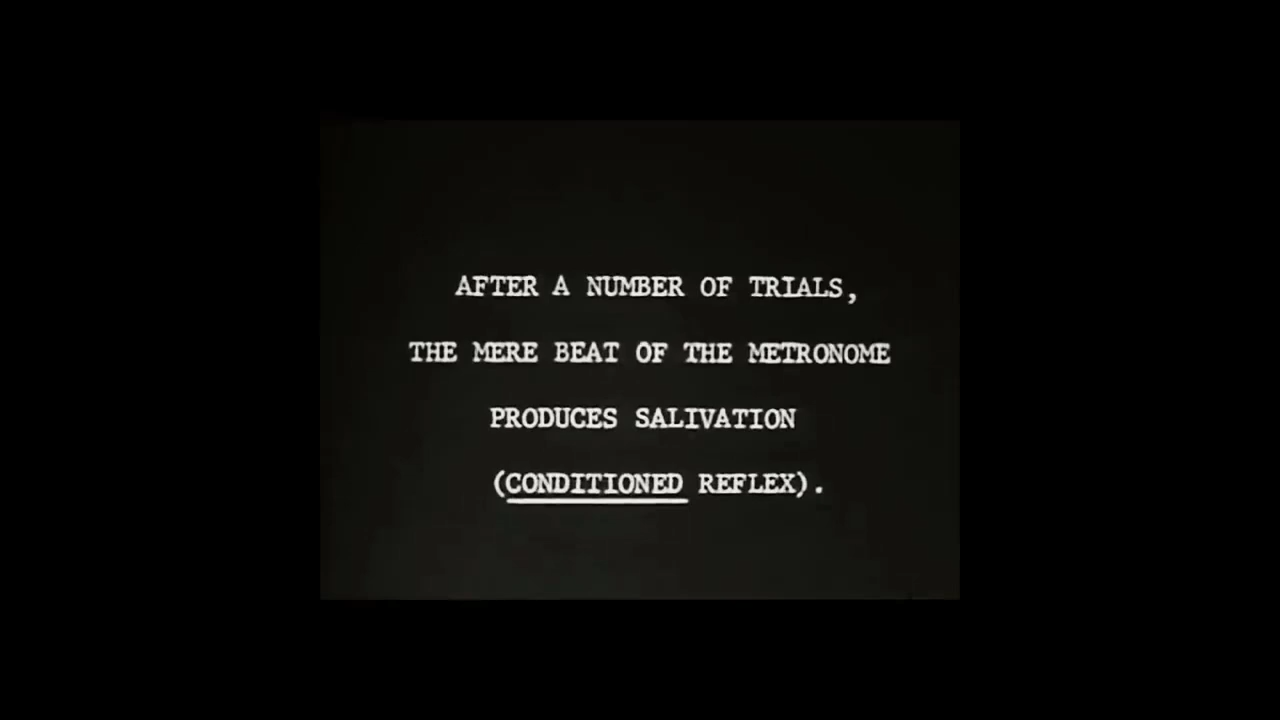 AFTER A NUMBER OF TRIALS,
THE MERE BEAT OF THE METRONOME
PRODUCES SALIVATION
(CONDITIONED REFLEX).